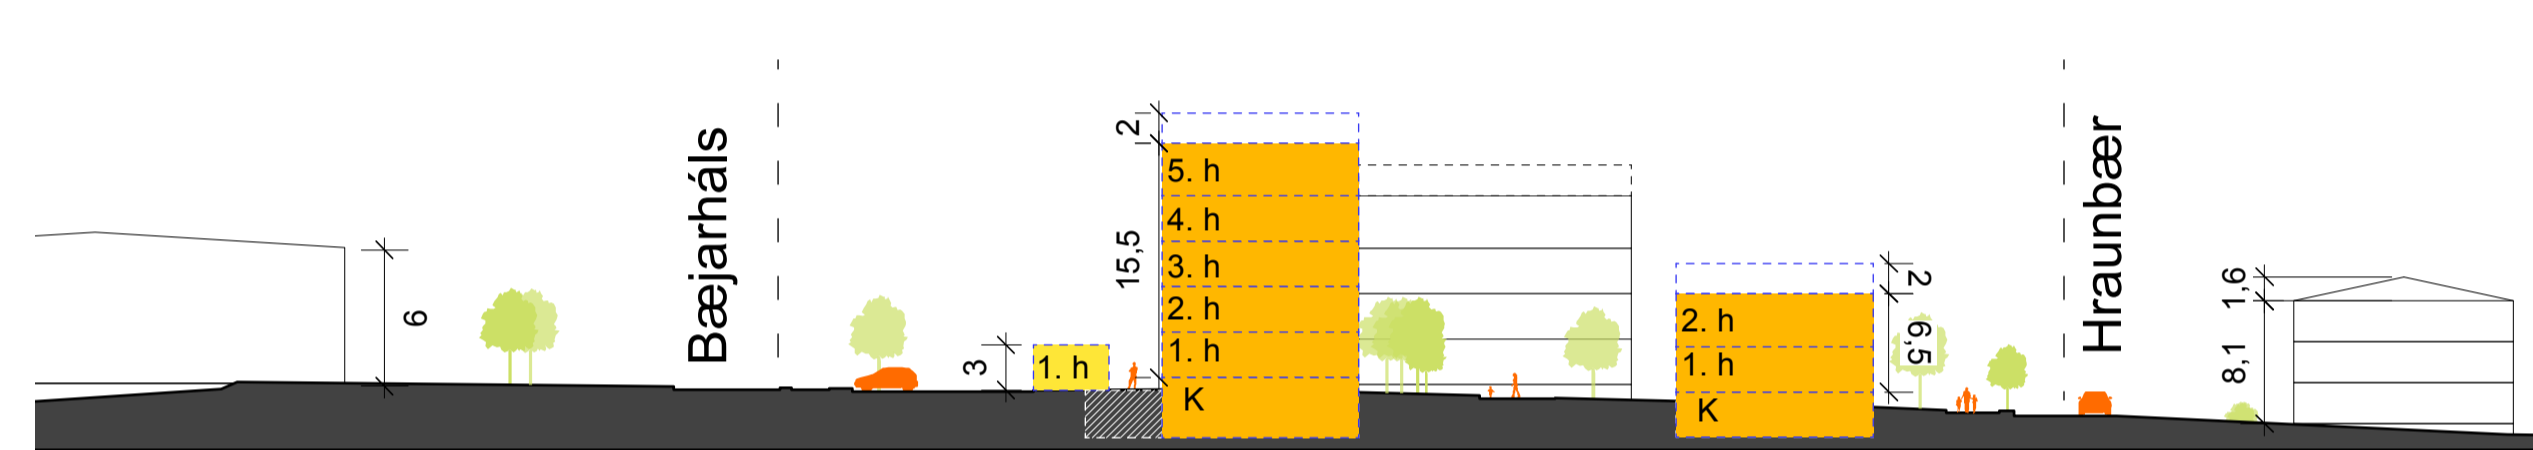 9
Bæjarháls
3
1. h
2
15,5
5. h
4. h
3. h
2. h
1. h
K
2. h
1. h
K
2
6,5
Hraunbær
1,6
8,1